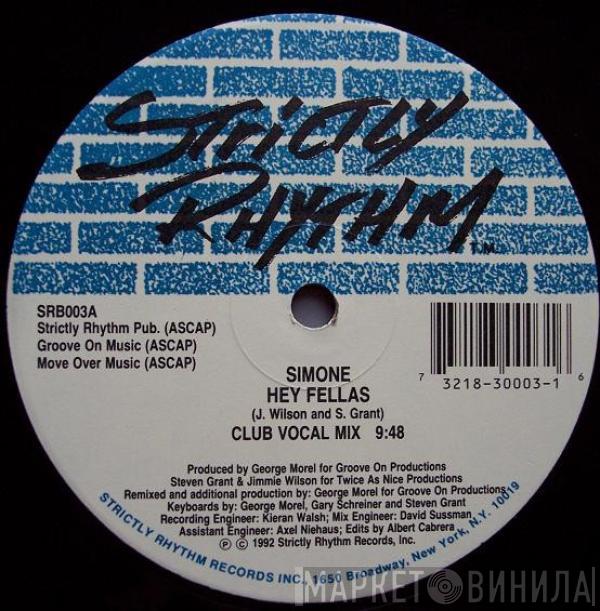 STRICTLY
RHYTHM TM
SRB003A
Strictly Rhythm Pub. (ASCAP)
Groove On Music (ASCAP)
Move Over Music (ASCAP)
7 73218-30003-1 6
SIMONE
HEY FELLAS
(J. Wilson and S. Grant)
CLUB VOCAL MIX 9:48
Produced by George Morel for Groove On Productions
Steven Grant & Jimmie Wilson for Twice As Nice Productions
Remixed and additional production by: George Morel for Groove On Productions
Keyboards by: George Morel, Gary Schreiner and Steven Grant
Recording Engineer: Kieran Walsh; Mix Engineer: David Sussman
Assistant Engineer: Axel Niehaus; Edits by Albert Cabrera
Ⓟ © 1992 Strictly Rhythm Records, Inc.
STRICTLY RHYTHM RECORDS INC., 1650 Broadway, New York, N.Y. 10019
МАРКЕТ ВИНИЛА